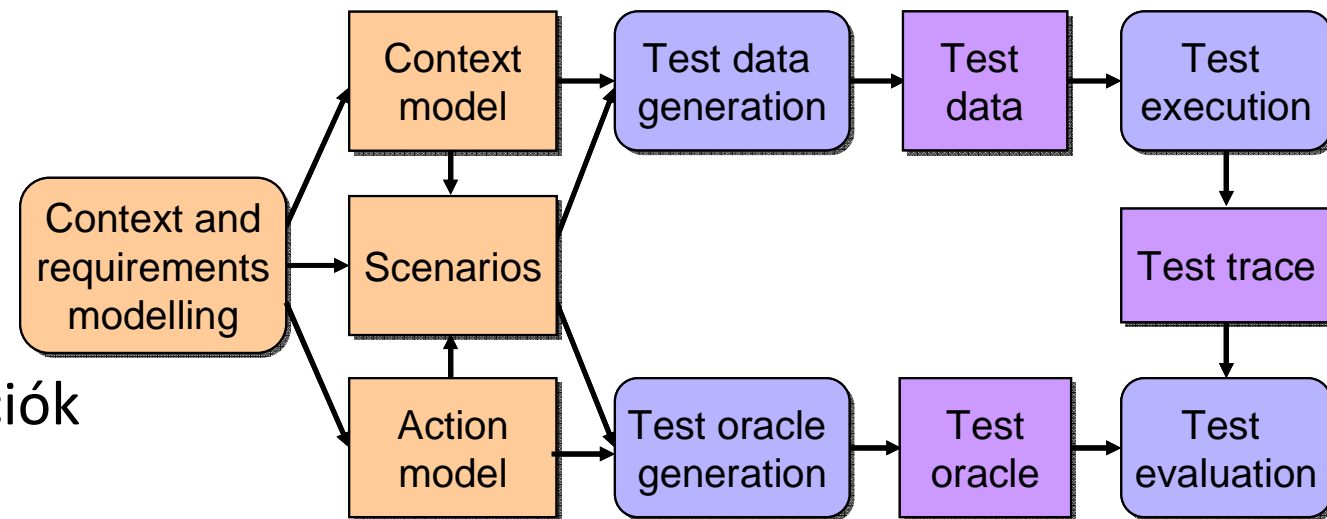 Context
model
Test data
generation
Test
data
Test
execution
Context and
requirements
modelling
Scenarios
Test trace
iók
Action
model
Test oracle
generation
Test
oracle
Test
evaluation